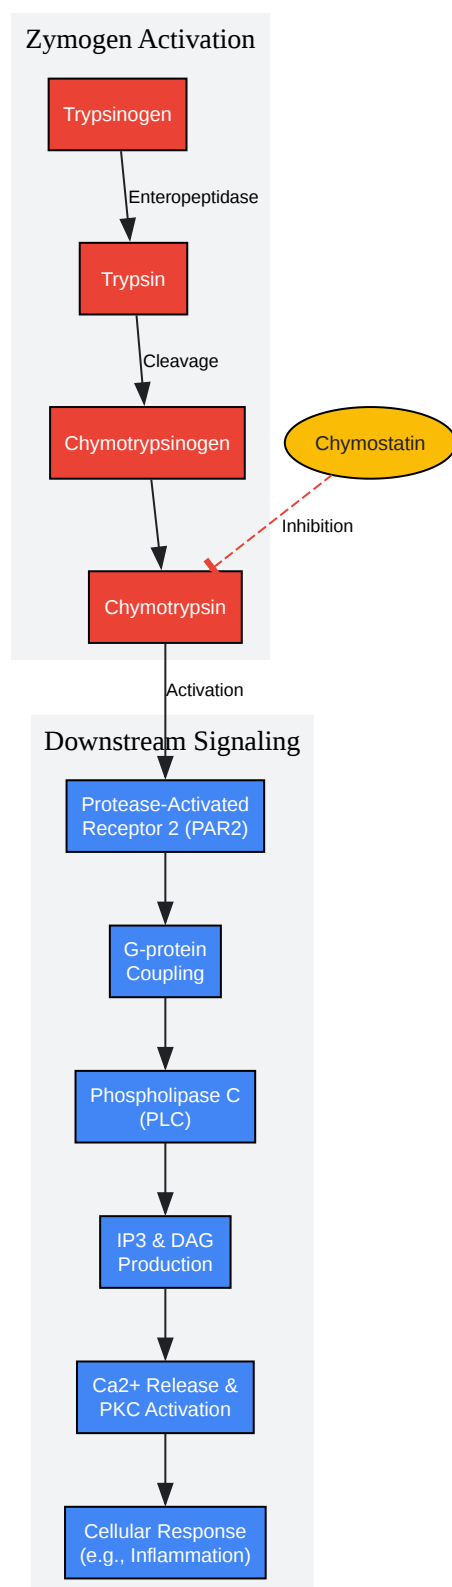 Zymogen Activation
Trypsinogen
Enteropeptidase
Trypsin
Cleavage
Chymotrypsinogen
Chymostatin
Inhibition
Chymotrypsin
Activation
Downstream Signaling
Protease-Activated
Receptor 2 (PAR2)
G-protein
Coupling
Phospholipase C
(PLC)
IP3 & DAG
Production
Ca2+ Release &
PKC Activation
Cellular Response
(e.g., Inflammation)